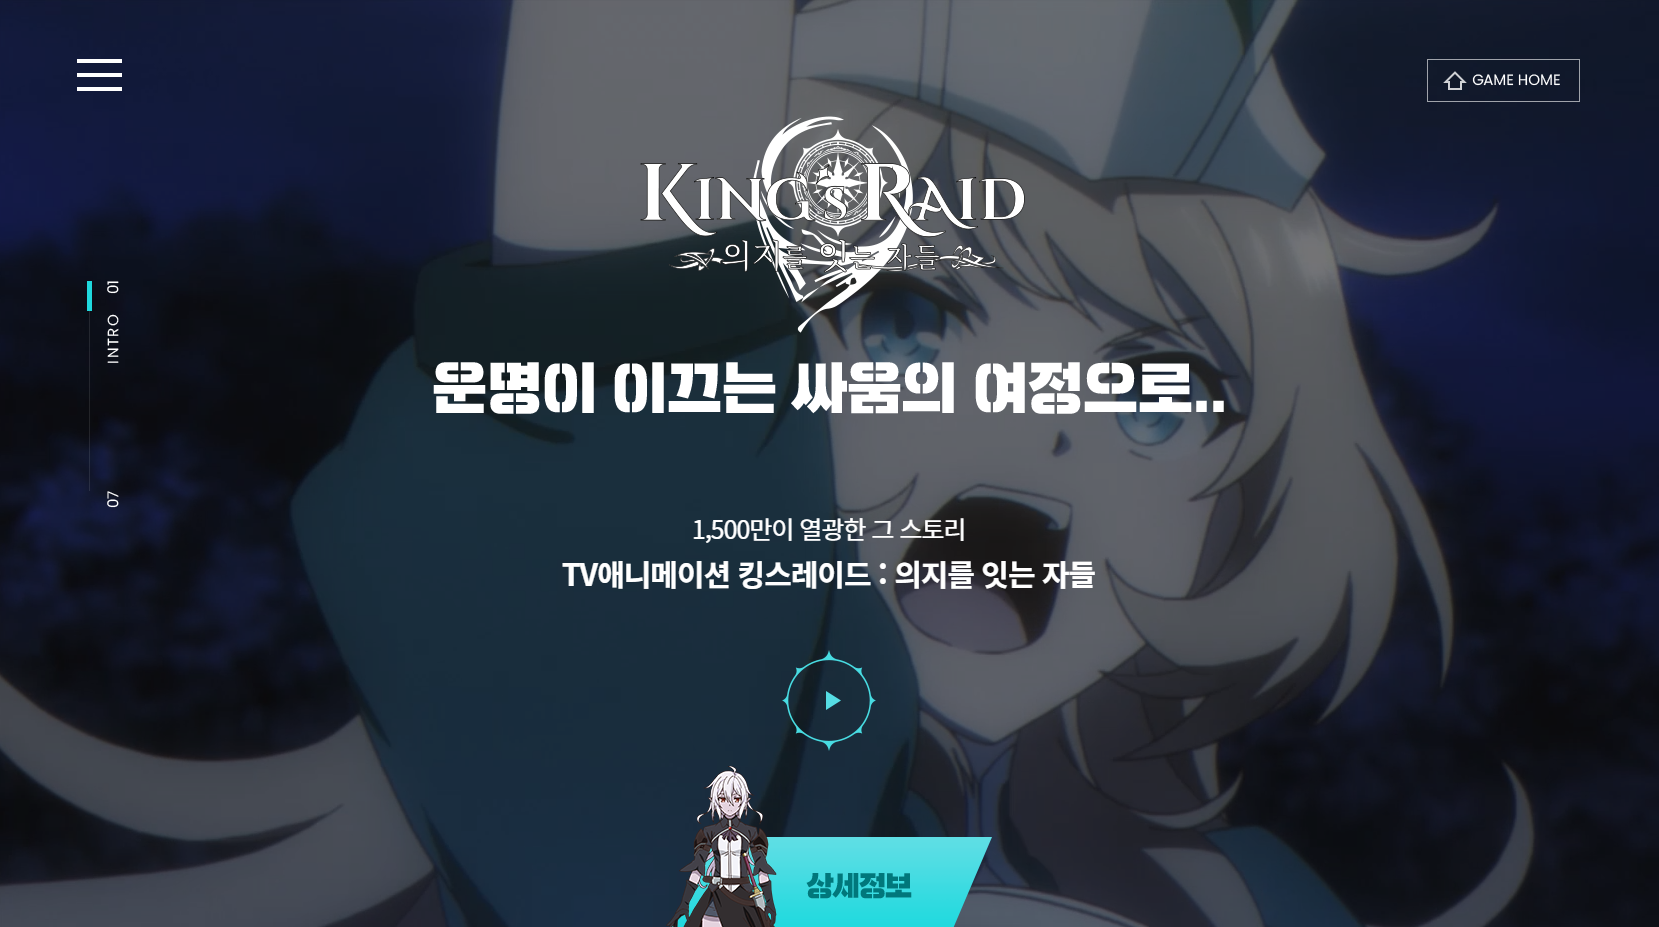 GAME HOME
KING'S RAID
의지를 잇는 자들
01
INTRO
07
운명이 이끄는 싸움의 여정으로..
1,500만이 열광한 그 스토리
TV애니메이션 킹스레이드 : 의지를 잇는 자들
상세정보